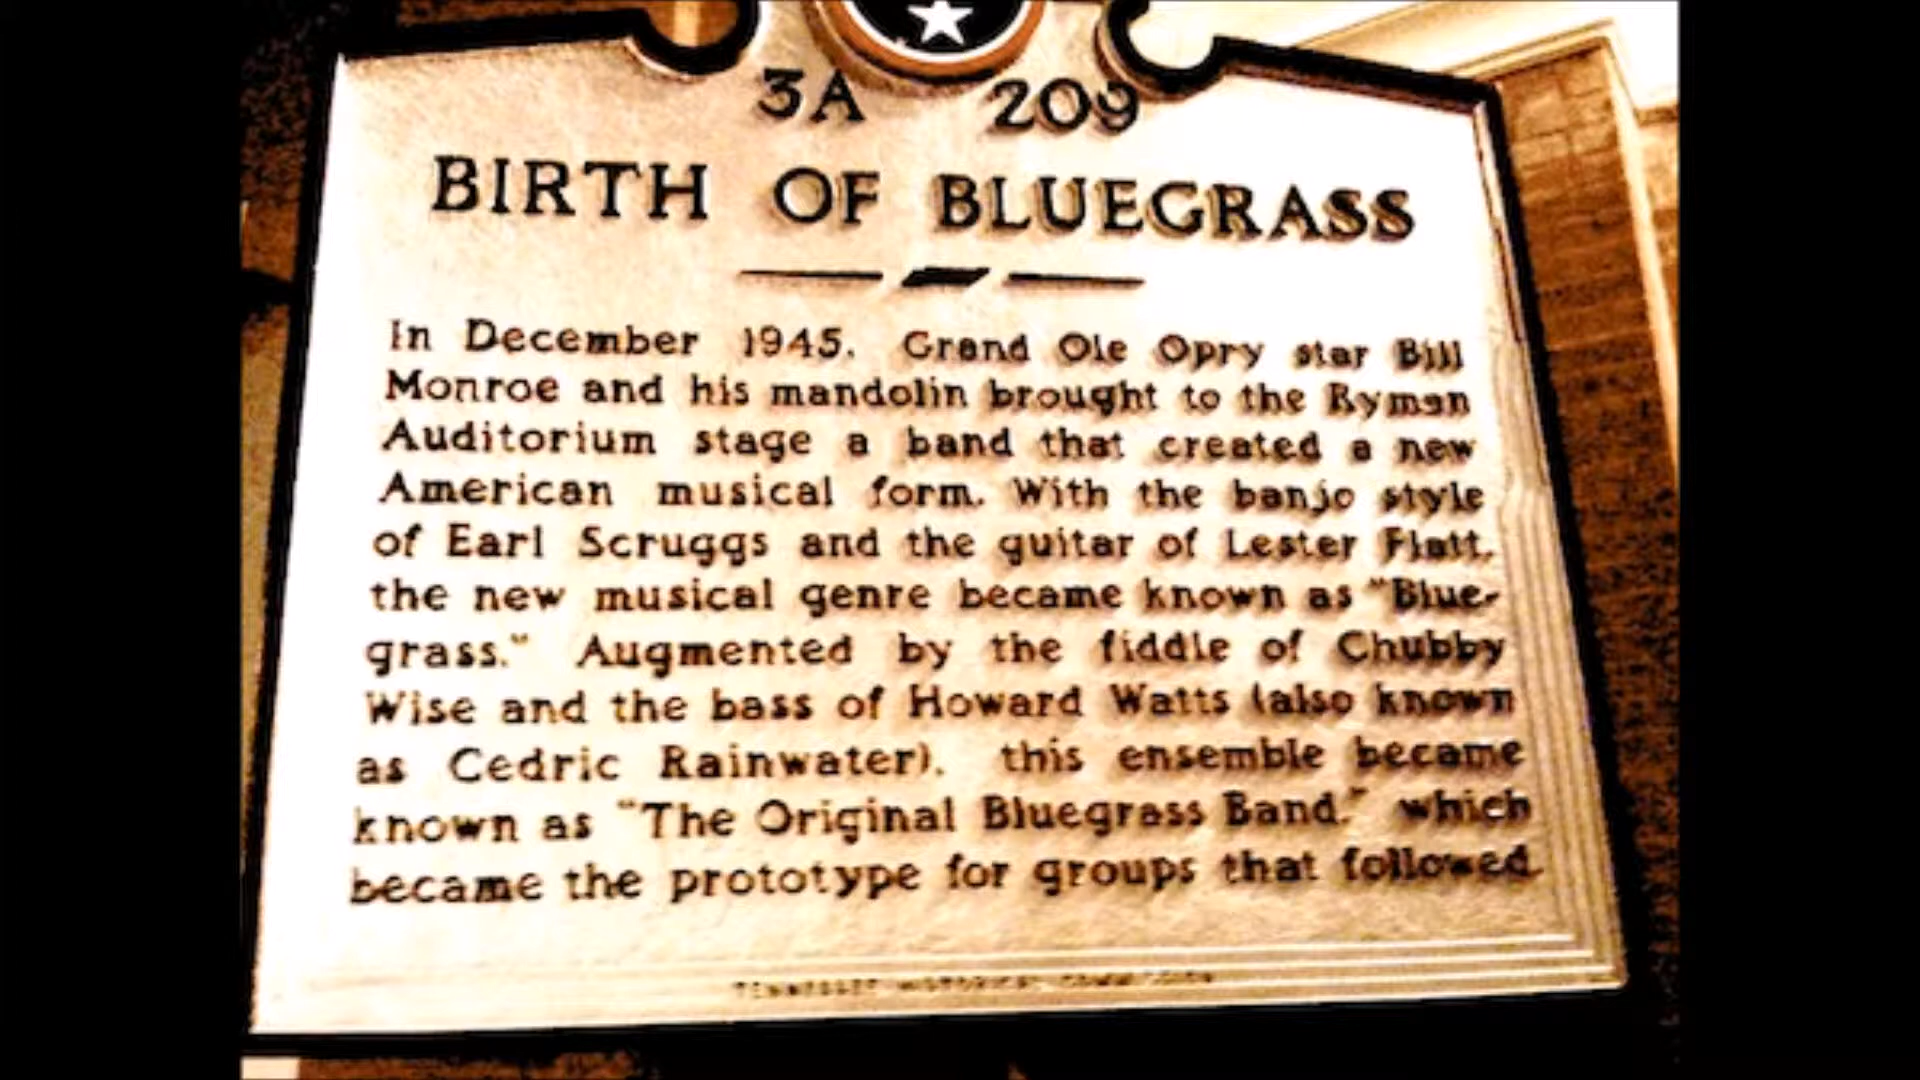 3A 209
BIRTH OF BLUEGRASS
In December 1945, Grand Ole Opry star Bill
Monroe and his mandolin brought to the Ryman
Auditorium stage a band that created a new
American musical form. With the banjo style
of Earl Scruggs and the guitar of Lester Flatt,
the new musical genre became known as "Blue-
grass." Augmented by the fiddle of Chubby
Wise and the bass of Howard Watts (also known
as Cedric Rainwater), this ensemble became
known as "The Original Bluegrass Band," which
became the prototype for groups that followed.
TENNESSEE HISTORICAL COMMISSION